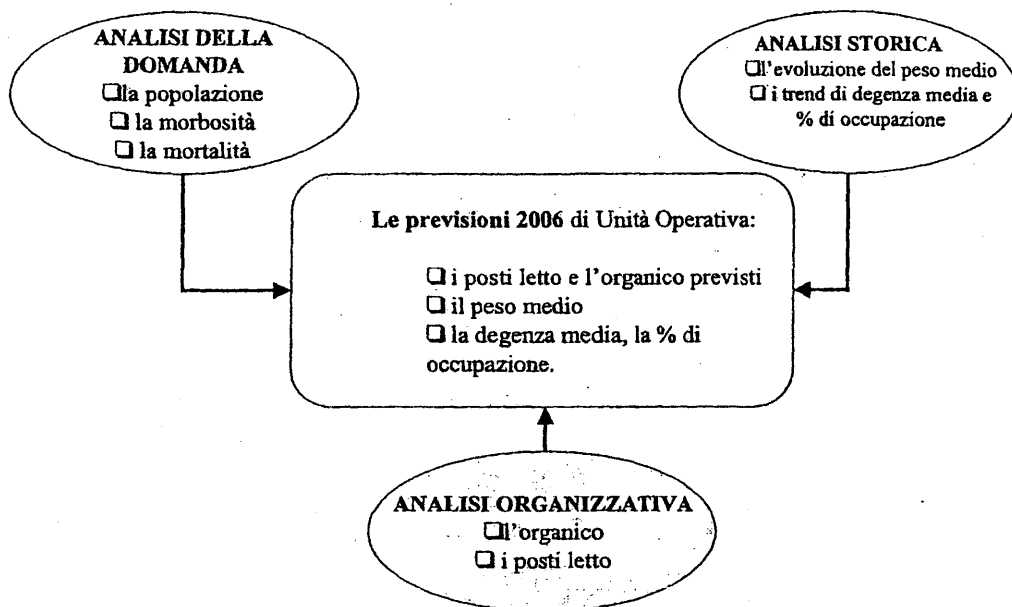 ANALISI DELLA
DOMANDA
❑la popolazione
❑ la morbosità
❑ la mortalità
ANALISI STORICA
❑l'evoluzione del peso medio
❑ i trend di degenza media e
% di occupazione
Le previsioni 2006 di Unità Operativa:
❑ i posti letto e l'organico previsti
❑ il peso medio
❑ la degenza media, la % di
occupazione.
ANALISI ORGANIZZATIVA
❑l'organico
❑ i posti letto